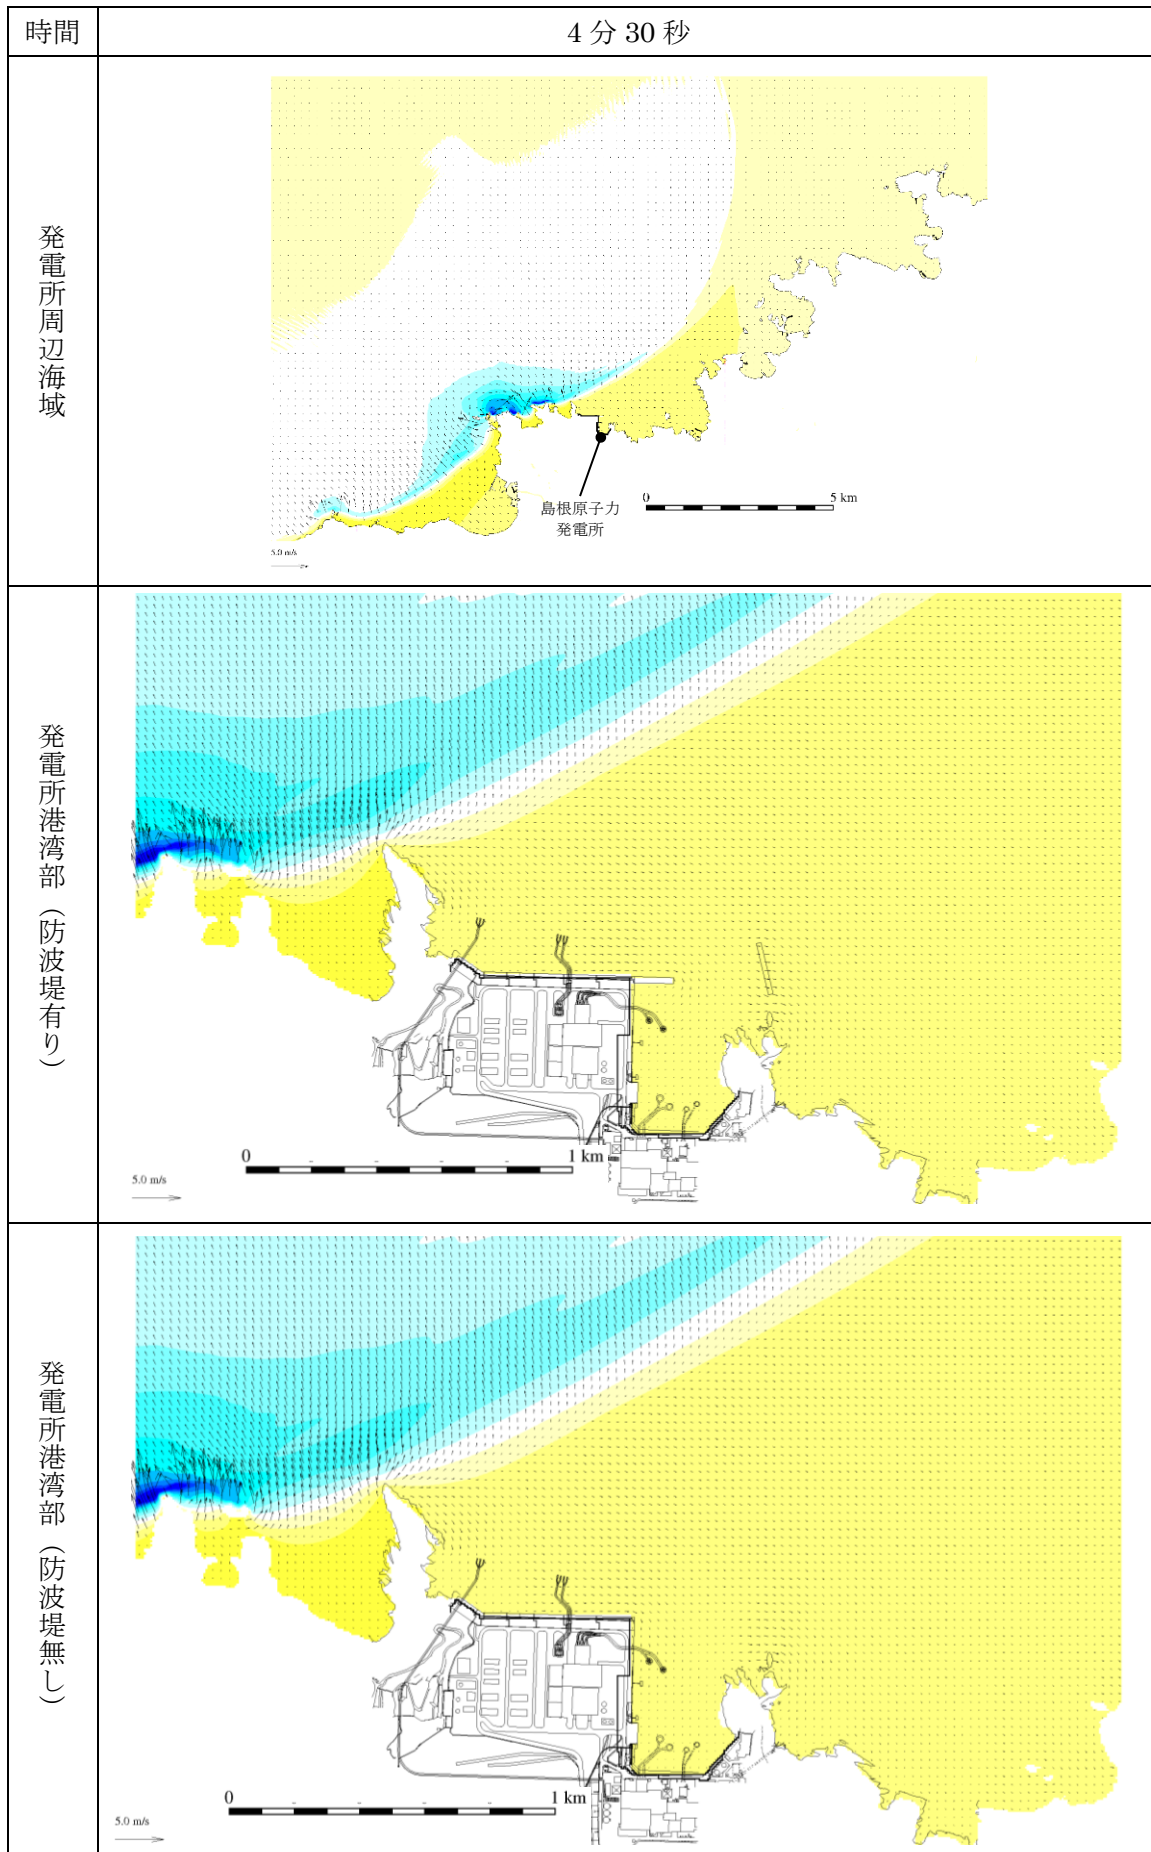 時間
4分30秒
発電所周辺海域
島根原子力
発電所
0
5 km
5.0 m/s
発電所港湾部（防波堤有り）
0
1 km
5.0 m/s
発電所港湾部（防波堤無し）
0
1 km
5.0 m/s